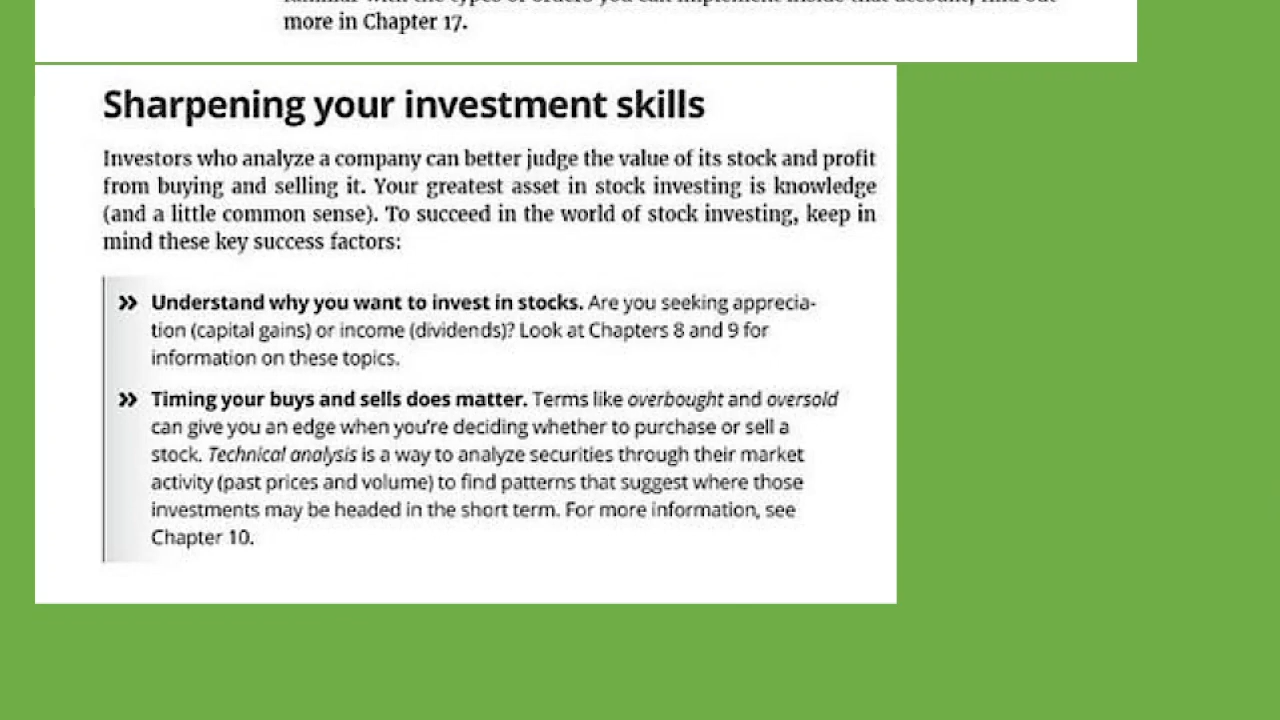 more in Chapter 17.
Sharpening your investment skills
Investors who analyze a company can better judge the value of its stock and profit
from buying and selling it. Your greatest asset in stock investing is knowledge
(and a little common sense). To succeed in the world of stock investing, keep in
mind these key success factors:
» Understand why you want to invest in stocks. Are you seeking apprecia-
tion (capital gains) or income (dividends)? Look at Chapters 8 and 9 for
information on these topics.
» Timing your buys and sells does matter. Terms like overbought and oversold
can give you an edge when you're deciding whether to purchase or sell a
stock. Technical analysis is a way to analyze securities through their market
activity (past prices and volume) to find patterns that suggest where those
investments may be headed in the short term. For more information, see
Chapter 10.